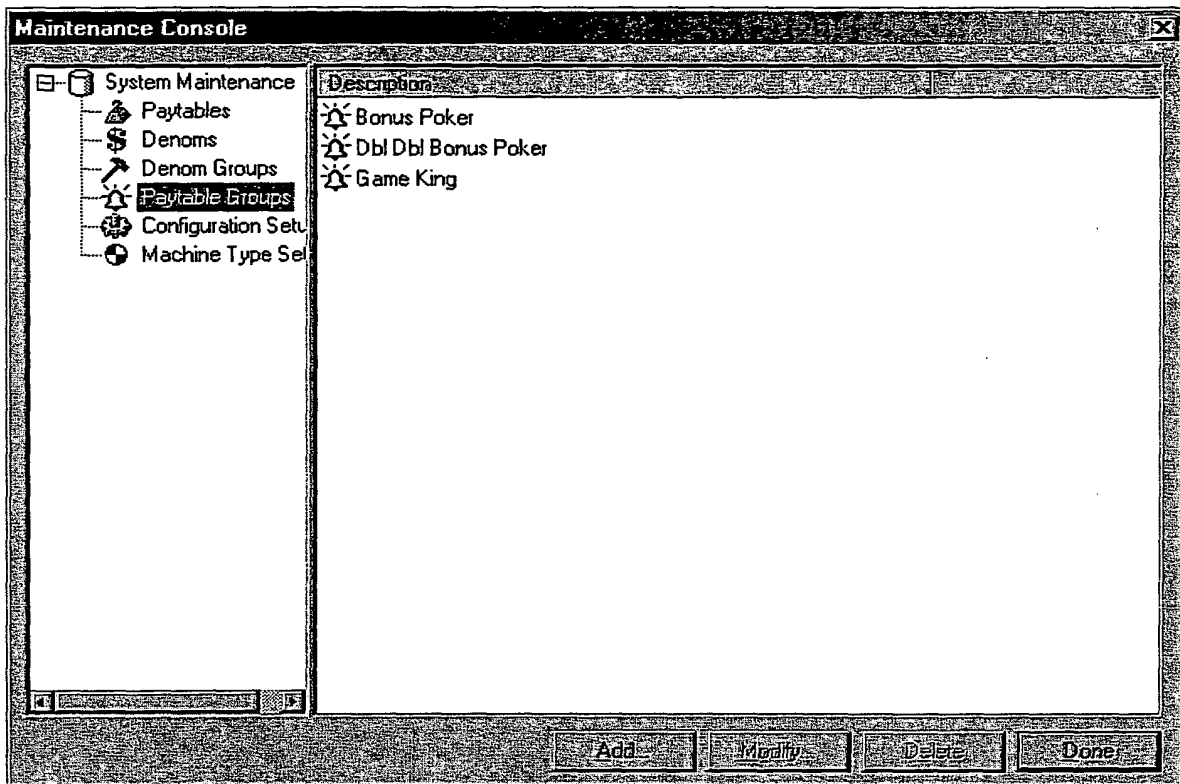 Maintenance Console
System Maintenance
Paytables
Denoms
Denom Groups
Paytable Groups
Configuration Setu
Machine Type Sel
Description
Bonus Poker
Dbl Dbl Bonus Poker
Game King
Add
Modify
Delete
Done